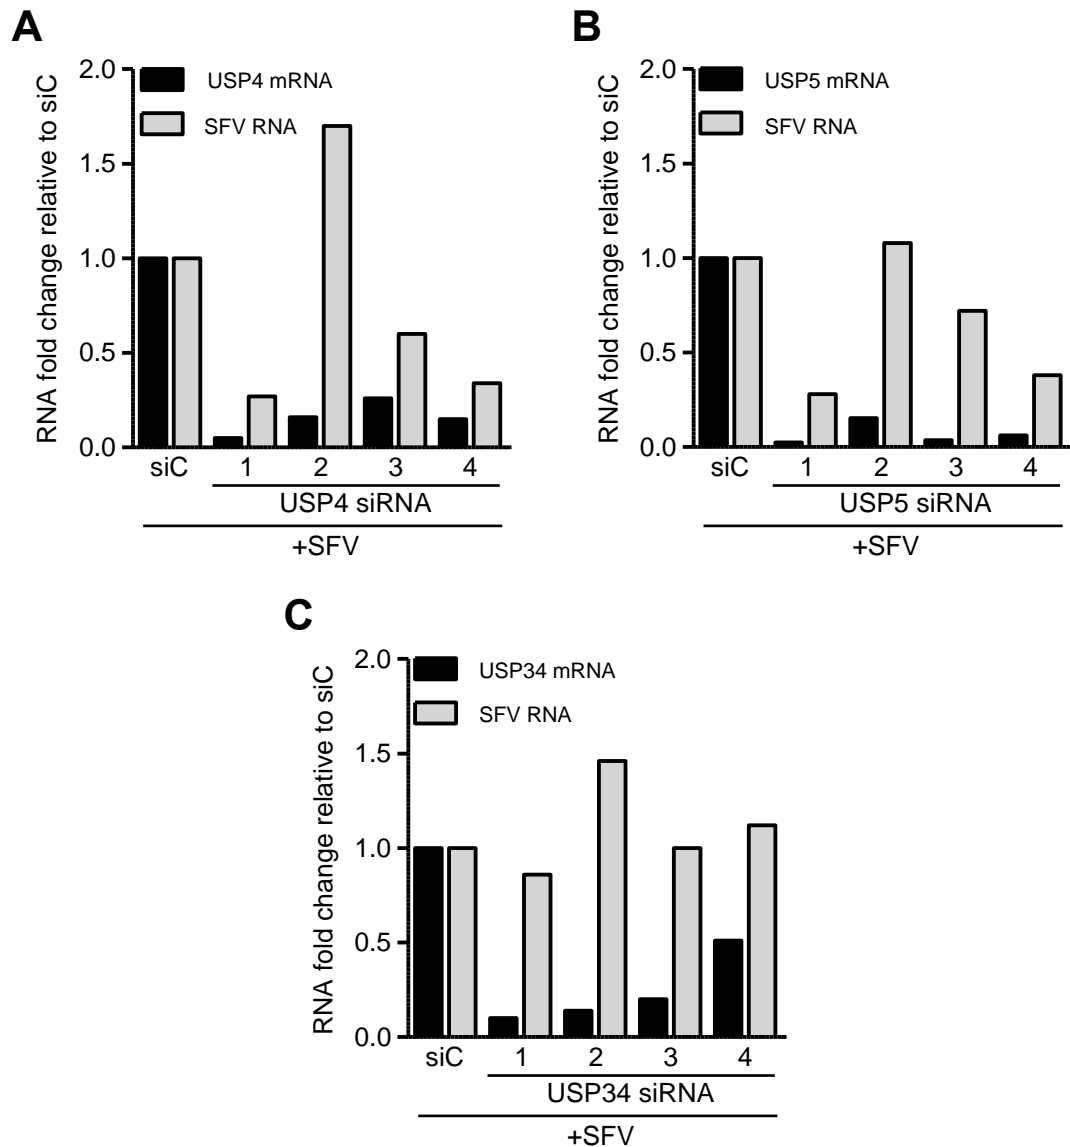 A
RNA fold change relative to siC
2.0
1.5
1.0
0.5
0.0
USP4 mRNA
SFV RNA
siC 1 2 3 4
USP4 siRNA
+SFV
B
RNA fold change relative to siC
2.0
1.5
1.0
0.5
0.0
USP5 mRNA
SFV RNA
siC 1 2 3 4
USP5 siRNA
+SFV
C
RNA fold change relative to siC
2.0
1.5
1.0
0.5
0.0
USP34 mRNA
SFV RNA
siC 1 2 3 4
USP34 siRNA
+SFV